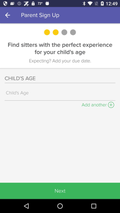 12:49
Parent Sign Up
Find sitters with the perfect experience
for your child's age
Expecting? Add your due date.
CHILD'S AGE
Child's Age
Add another
Next